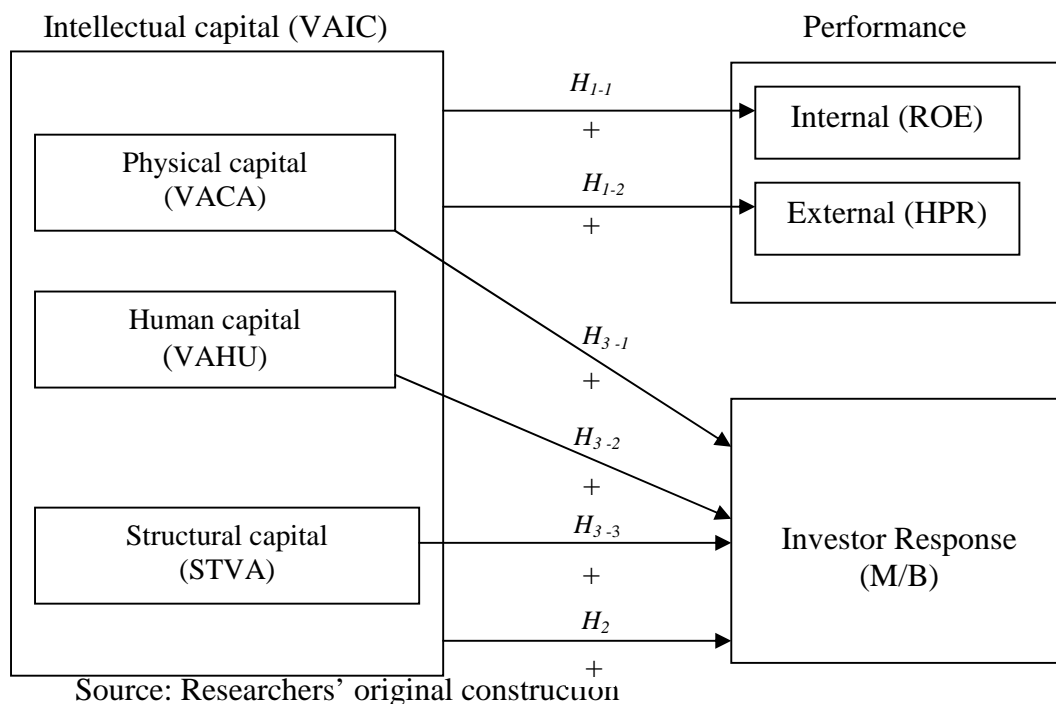 Intellectual capital (VAIC)
Performance
H1-1
+
Internal (ROE)
Physical capital
(VACA)
H1-2
+
External (HPR)
Human capital
(VAHU)
H3 -1
+
H3 -2
+
Structural capital
(STVA)
H3 -3
+
Investor Response
(M/B)
H2
+
Source: Researchers’ original construction